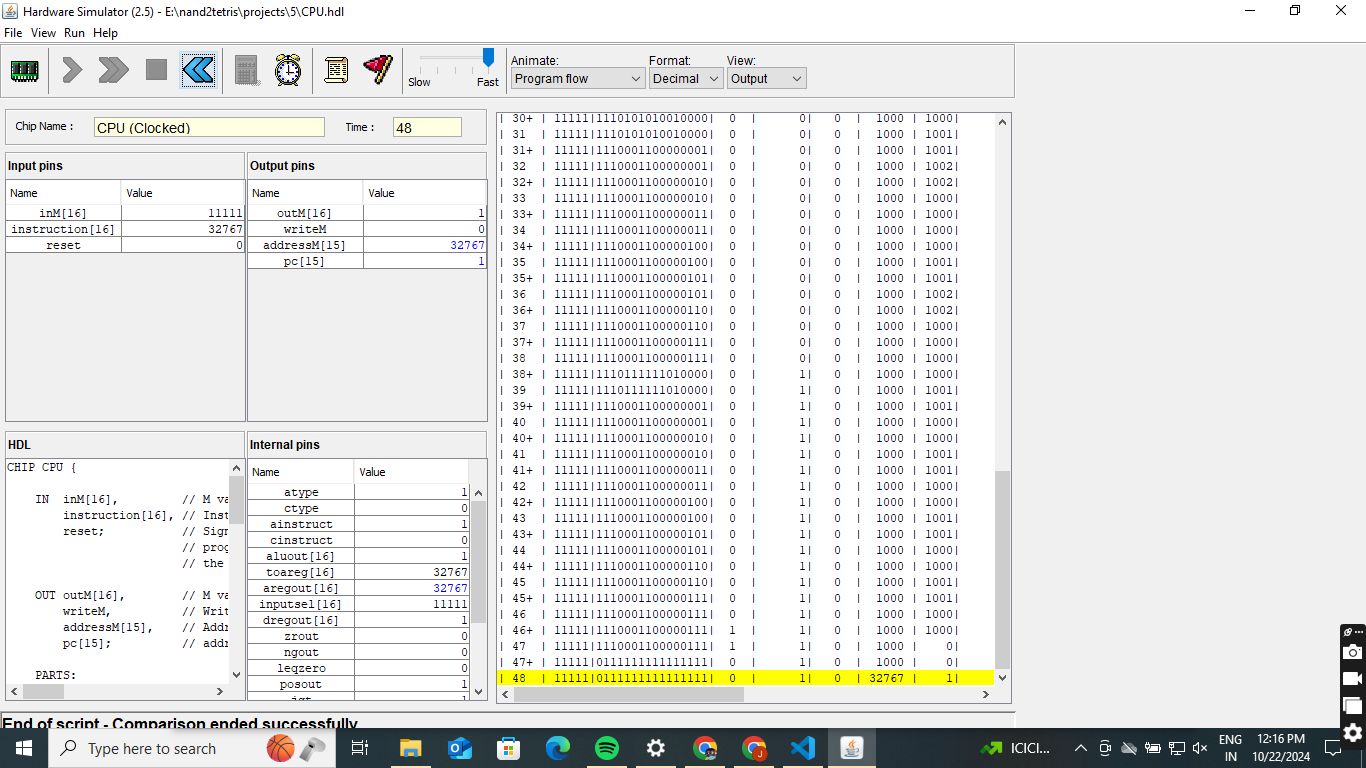 Hardware Simulator (2.5) - E:\nand2tetris\projects\5\CPU.hdl
File View Run Help
Slow Fast
Animate: Format: View:
Program flow Decimal Output
Chip Name : CPU (Clocked) Time : 48
Input pins
Name Value
inM[16] 11111
instruction[16] 32767
reset 0
Output pins
Name Value
outM[16] 1
writeM 0
addressM[15] 32767
pc[15] 1
HDL
CHIP CPU {
IN inM[16], // M va
instruction[16], // Inst
reset; // Sign
// prog
// the
OUT outM[16], // M va
writeM, // Writ
addressM[15], // Addr
pc[15]; // addr
PARTS:
Internal pins
Name Value
atype 1
ctype 0
ainstruct 1
cinstruct 0
aluout[16] 1
toareg[16] 32767
aregout[16] 32767
inputsel[16] 11111
dregout[16] 1
zrout 0
ngout 0
leqzero 0
posout 1
| 30+ | 11111|1110101010010000| 0 | 0| 0 | 1000 | 1000|
| 31 | 11111|1110101010010000| 0 | 0| 0 | 1000 | 1001|
| 31+ | 11111|1110001100000001| 0 | 0| 0 | 1000 | 1001|
| 32 | 11111|1110001100000001| 0 | 0| 0 | 1000 | 1002|
| 32+ | 11111|1110001100000010| 0 | 0| 0 | 1000 | 1002|
| 33 | 11111|1110001100000010| 0 | 0| 0 | 1000 | 1000|
| 33+ | 11111|1110001100000011| 0 | 0| 0 | 1000 | 1000|
| 34 | 11111|1110001100000011| 0 | 0| 0 | 1000 | 1000|
| 34+ | 11111|1110001100000100| 0 | 0| 0 | 1000 | 1000|
| 35 | 11111|1110001100000100| 0 | 0| 0 | 1000 | 1001|
| 35+ | 11111|1110001100000101| 0 | 0| 0 | 1000 | 1001|
| 36 | 11111|1110001100000101| 0 | 0| 0 | 1000 | 1002|
| 36+ | 11111|1110001100000110| 0 | 0| 0 | 1000 | 1002|
| 37 | 11111|1110001100000110| 0 | 0| 0 | 1000 | 1000|
| 37+ | 11111|1110001100000111| 0 | 0| 0 | 1000 | 1000|
| 38 | 11111|1110001100000111| 0 | 0| 0 | 1000 | 1000|
| 38+ | 11111|1110111111010000| 0 | 1| 0 | 1000 | 1000|
| 39 | 11111|1110111111010000| 0 | 1| 0 | 1000 | 1001|
| 39+ | 11111|1110001100000001| 0 | 1| 0 | 1000 | 1001|
| 40 | 11111|1110001100000001| 0 | 1| 0 | 1000 | 1000|
| 40+ | 11111|1110001100000010| 0 | 1| 0 | 1000 | 1000|
| 41 | 11111|1110001100000010| 0 | 1| 0 | 1000 | 1001|
| 41+ | 11111|1110001100000011| 0 | 1| 0 | 1000 | 1001|
| 42 | 11111|1110001100000011| 0 | 1| 0 | 1000 | 1000|
| 42+ | 11111|1110001100000100| 0 | 1| 0 | 1000 | 1000|
| 43 | 11111|1110001100000100| 0 | 1| 0 | 1000 | 1001|
| 43+ | 11111|1110001100000101| 0 | 1| 0 | 1000 | 1001|
| 44 | 11111|1110001100000101| 0 | 1| 0 | 1000 | 1000|
| 44+ | 11111|1110001100000110| 0 | 1| 0 | 1000 | 1000|
| 45 | 11111|1110001100000110| 0 | 1| 0 | 1000 | 1001|
| 45+ | 11111|1110001100000111| 0 | 1| 0 | 1000 | 1001|
| 46 | 11111|1110001100000111| 0 | 1| 0 | 1000 | 1000|
| 46+ | 11111|1110001100000111| 1 | 1| 0 | 1000 | 1000|
| 47 | 11111|1110001100000111| 1 | 1| 0 | 1000 | 0|
| 47+ | 11111|0111111111111111| 0 | 1| 0 | 1000 | 0|
| 48 | 11111|0111111111111111| 0 | 1| 0 | 32767 | 1|
End of script - Comparison ended successfully
Type here to search
ICICI...
ENG
IN
12:16 PM
10/22/2024